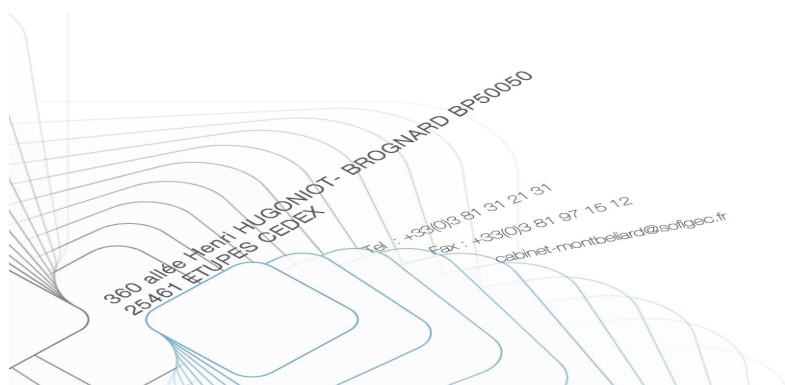 360 allée Henri HUGONIOT- BROGNARD BP50050
25461 ETUPES CEDEX
Tel : +33(0)3 81 31 21 31
Fax : +33(0)3 81 97 15 12
cabinet-montbeliard@sofigec.fr